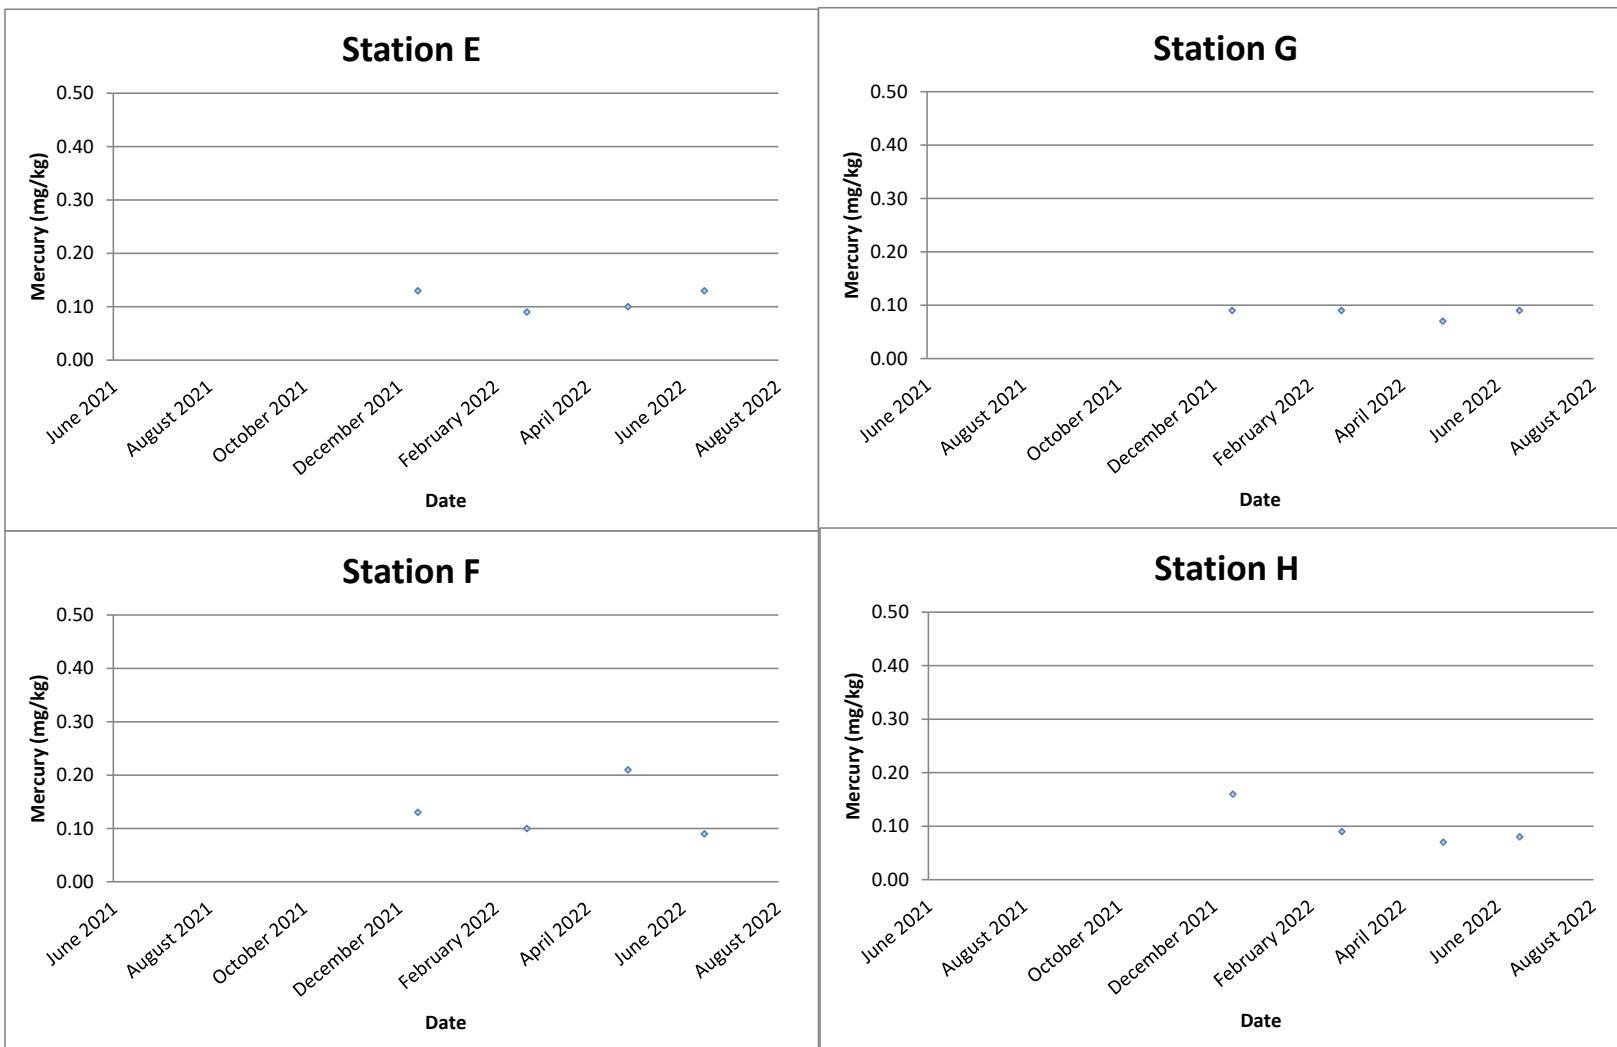 Station E
Mercury (mg/kg)
0.50
0.40
0.30
0.20
0.10
0.00
June 2021
August 2021
October 2021
December 2021
February 2022
April 2022
June 2022
August 2022
Date
Station G
Mercury (mg/kg)
0.50
0.40
0.30
0.20
0.10
0.00
June 2021
August 2021
October 2021
December 2021
February 2022
April 2022
June 2022
August 2022
Date
Station F
Mercury (mg/kg)
0.50
0.40
0.30
0.20
0.10
0.00
June 2021
August 2021
October 2021
December 2021
February 2022
April 2022
June 2022
August 2022
Date
Station H
Mercury (mg/kg)
0.50
0.40
0.30
0.20
0.10
0.00
June 2021
August 2021
October 2021
December 2021
February 2022
April 2022
June 2022
August 2022
Date